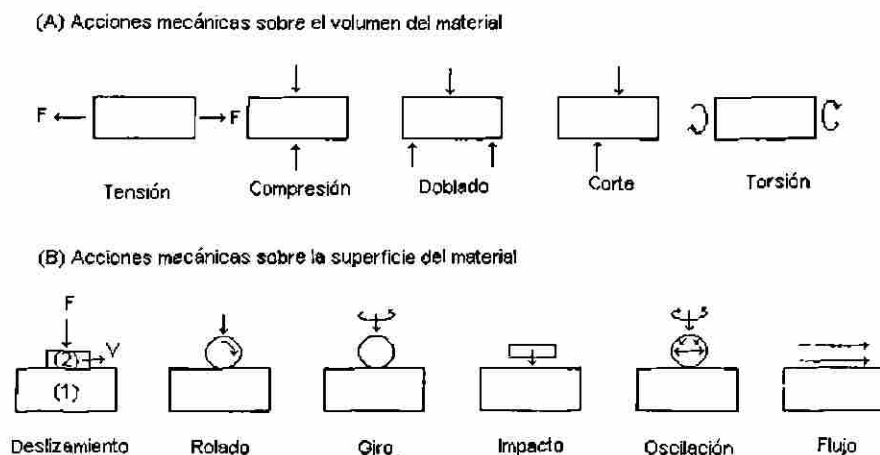 (A) Acciones mecánicas sobre el volumen del material
F F
Tensión Compresión Doblado Corte Torsión
(B) Acciones mecánicas sobre la superficie del material
F
(2) V
(1)
Deslizamiento Rolado Giro Impacto Oscilación Flujo